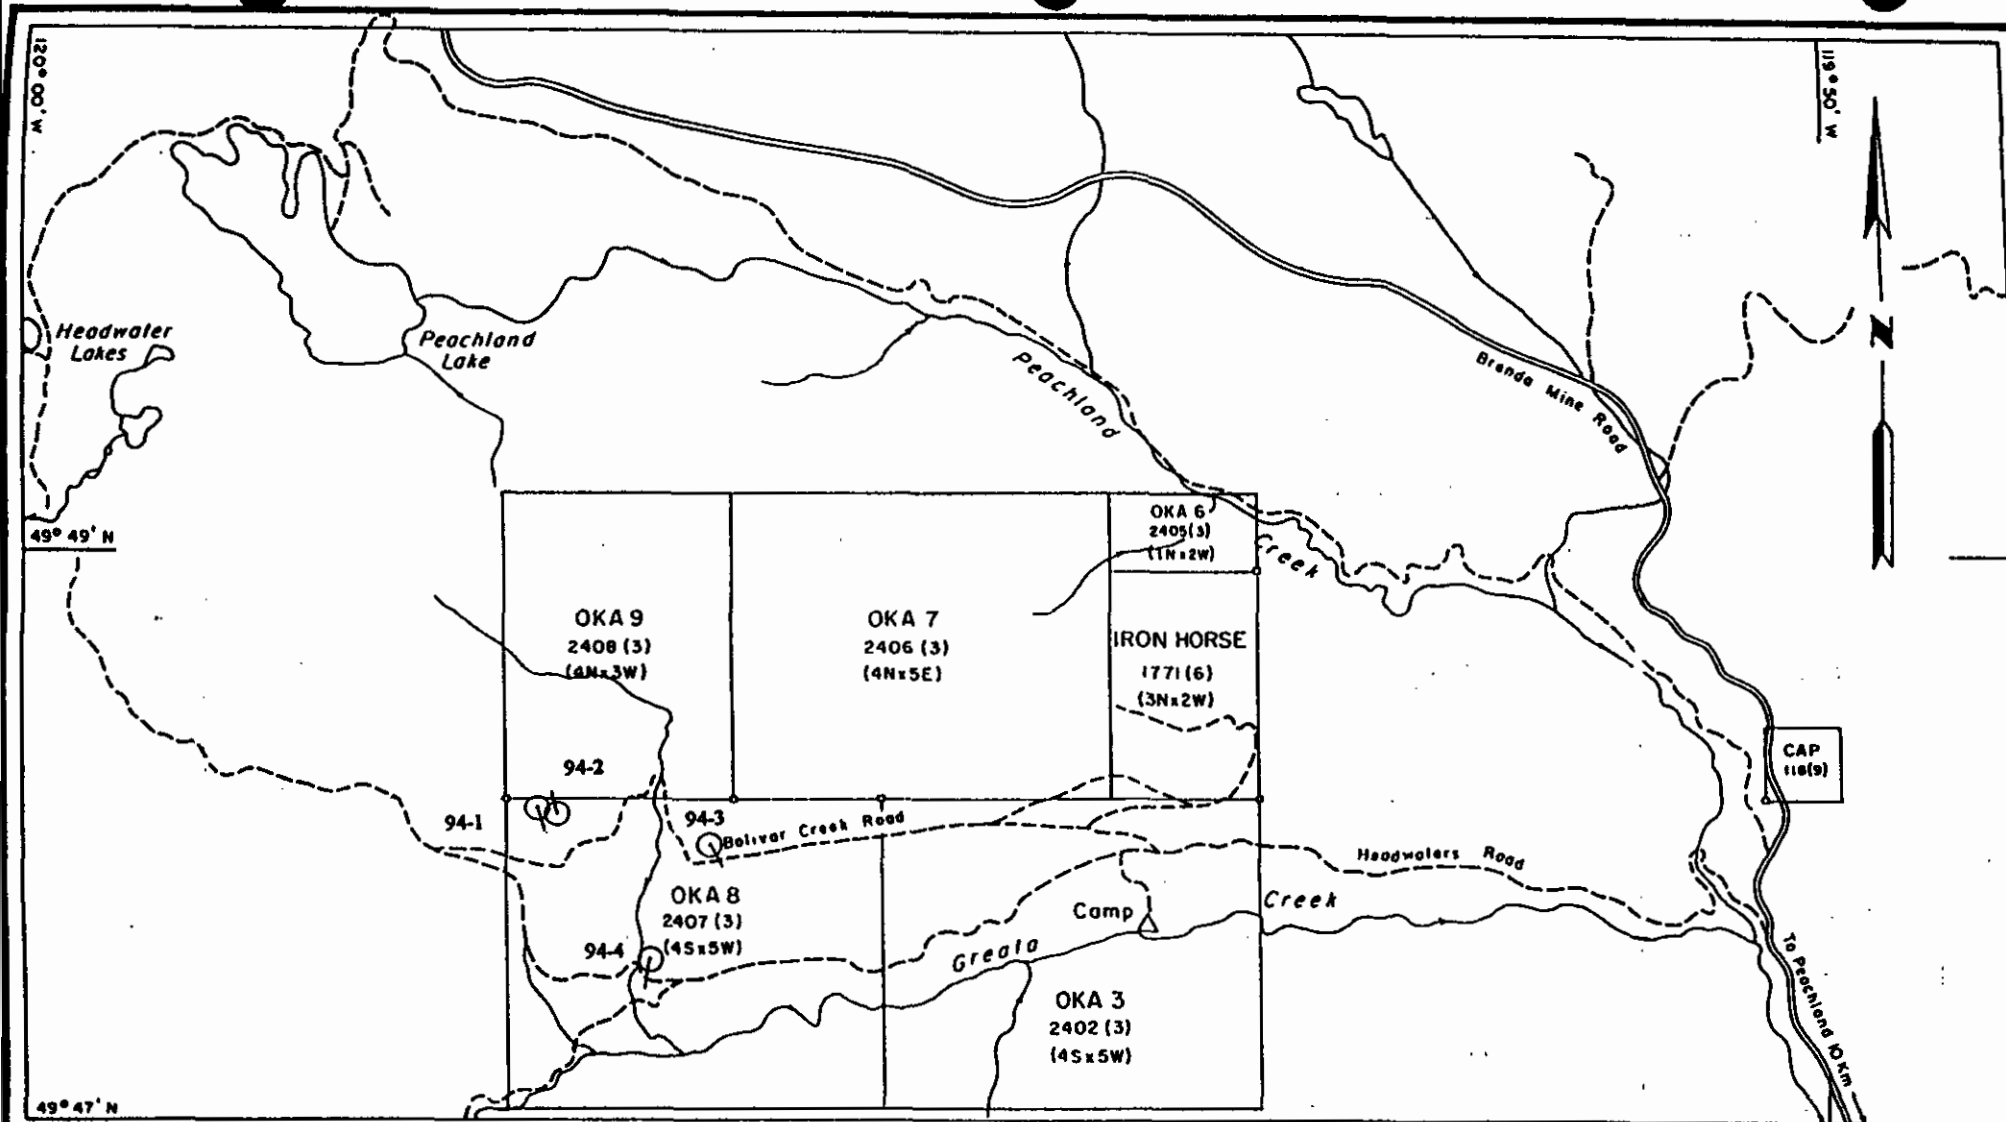 120° 00' W
119° 50' W
Headwater
Lakes
Peachland
Lake
Peachland
Creek
Brenda Mine Road
N
49° 49' N
OKA 6
2405(3)
(1N x 2W)
OKA 9
2408 (3)
(4N x 3W)
OKA 7
2406 (3)
(4N x 5E)
IRON HORSE
1771 (6)
(3N x 2W)
CAP
118(9)
94-2
94-1
94-3
Bolivar Creek Road
Headwaters Road
OKA 8
2407 (3)
(4S x 5W)
94-4
Camp
Greata
Creek
OKA 3
2402 (3)
(4S x 5W)
To Peachland 10 Km
49° 47' N